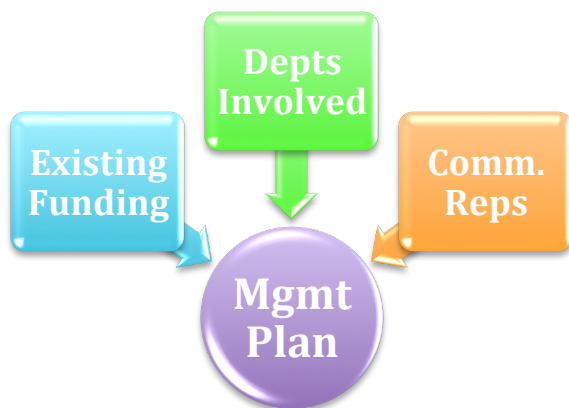 Depts
Involved
Existing
Funding
Comm.
Reps
Mgmt
Plan